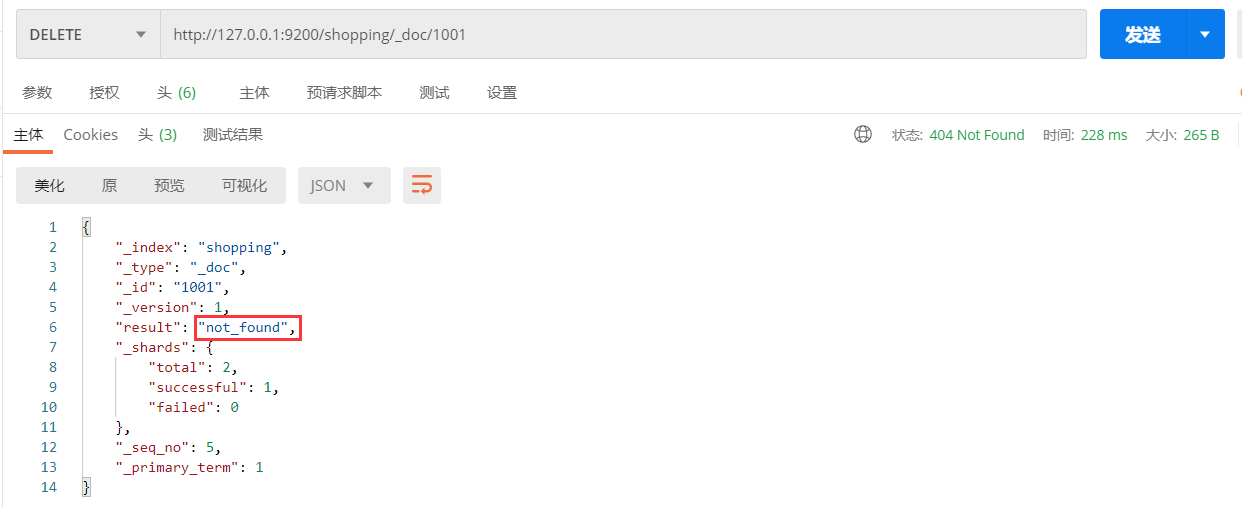 DELETE http://127.0.0.1:9200/shopping/_doc/1001 发送
参数 授权 头 (6) 主体 预请求脚本 测试 设置
主体 Cookies 头 (3) 测试结果 状态: 404 Not Found 时间: 228 ms 大小: 265 B
美化 原 预览 可视化 JSON
1 {
2 "_index": "shopping",
3 "_type": "_doc",
4 "_id": "1001",
5 "_version": 1,
6 "result": "not_found",
7 "_shards": {
8 "total": 2,
9 "successful": 1,
10 "failed": 0
11 },
12 "_seq_no": 5,
13 "_primary_term": 1
14 }